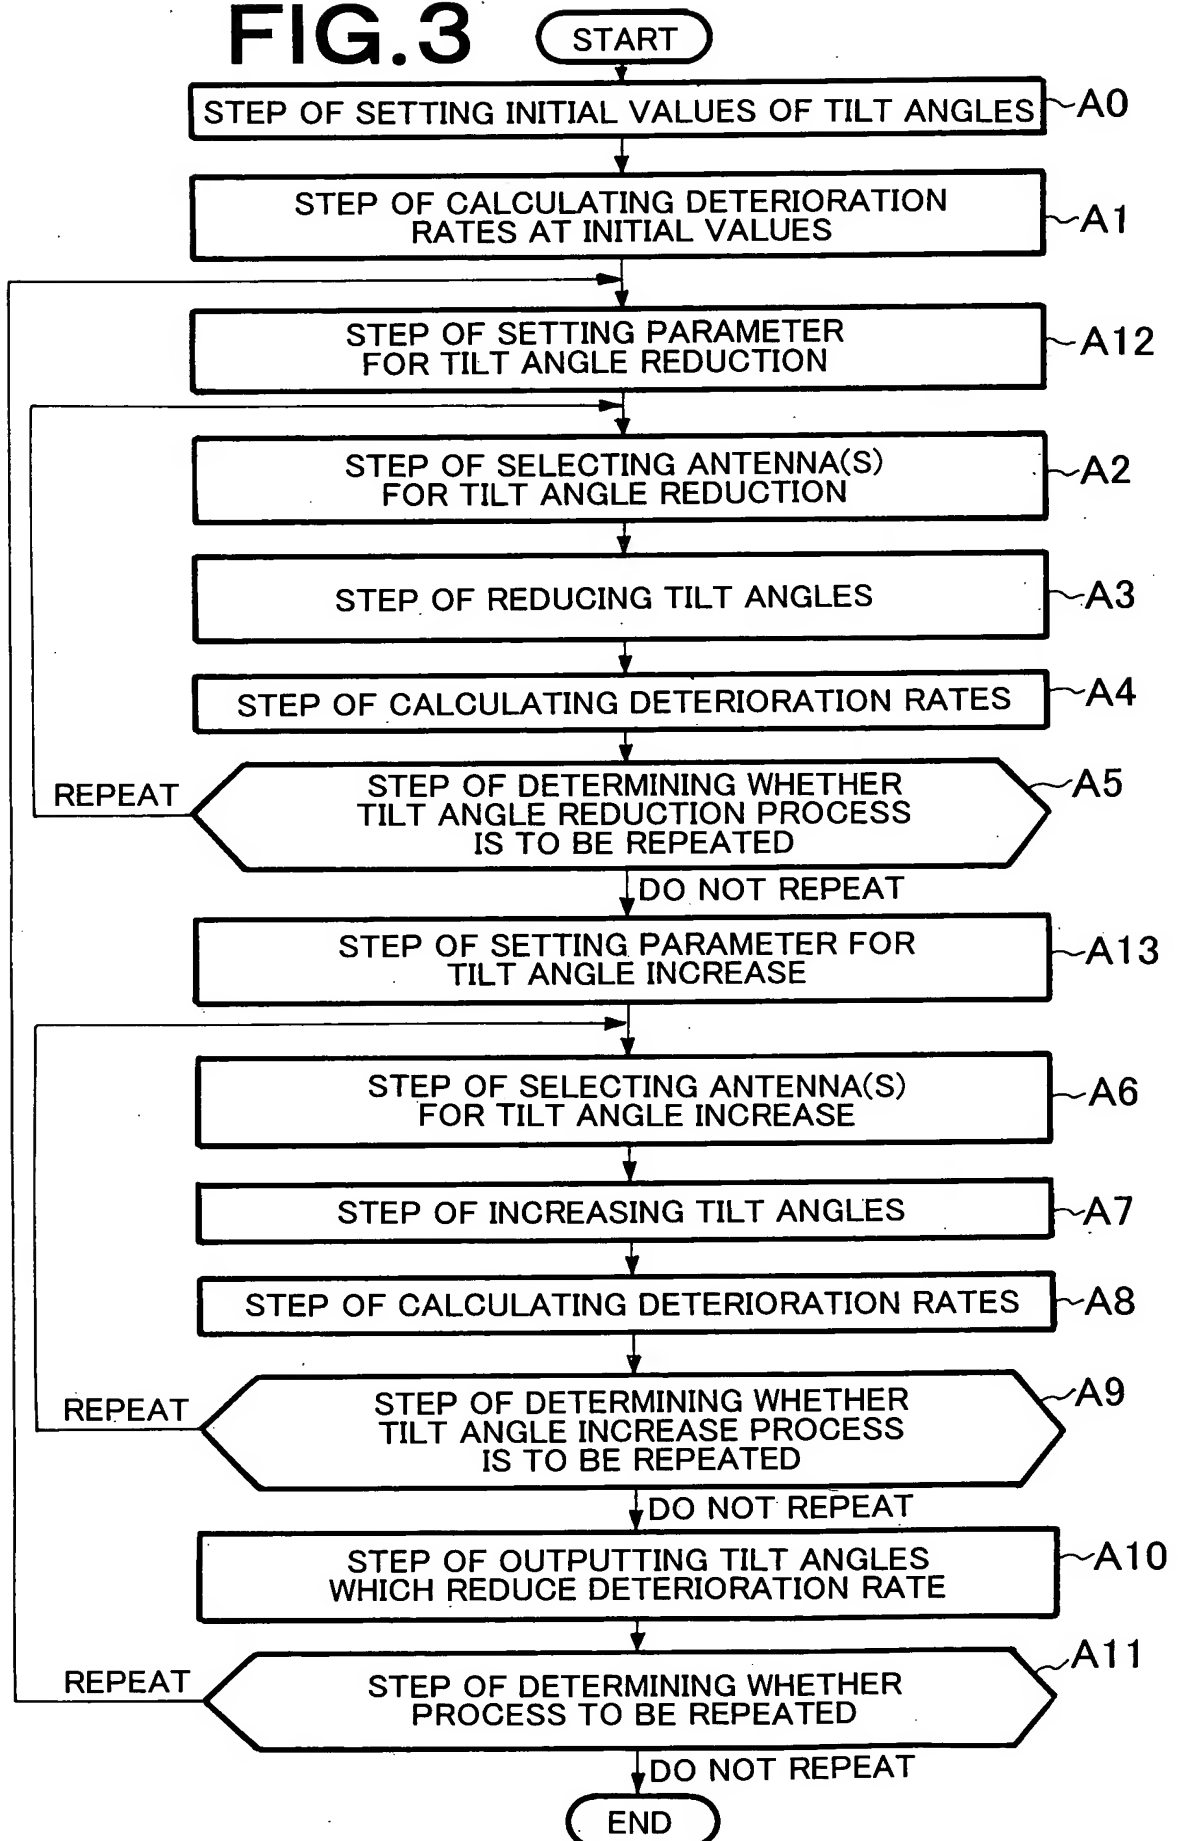 FIG.3
START
STEP OF SETTING INITIAL VALUES OF TILT ANGLES
A0
STEP OF CALCULATING DETERIORATION
RATES AT INITIAL VALUES
A1
STEP OF SETTING PARAMETER
FOR TILT ANGLE REDUCTION
A12
STEP OF SELECTING ANTENNA(S)
FOR TILT ANGLE REDUCTION
A2
STEP OF REDUCING TILT ANGLES
A3
STEP OF CALCULATING DETERIORATION RATES
A4
STEP OF DETERMINING WHETHER
TILT ANGLE REDUCTION PROCESS
IS TO BE REPEATED
A5
REPEAT
DO NOT REPEAT
STEP OF SETTING PARAMETER FOR
TILT ANGLE INCREASE
A13
STEP OF SELECTING ANTENNA(S)
FOR TILT ANGLE INCREASE
A6
STEP OF INCREASING TILT ANGLES
A7
STEP OF CALCULATING DETERIORATION RATES
A8
STEP OF DETERMINING WHETHER
TILT ANGLE INCREASE PROCESS
IS TO BE REPEATED
A9
REPEAT
DO NOT REPEAT
STEP OF OUTPUTTING TILT ANGLES
WHICH REDUCE DETERIORATION RATE
A10
STEP OF DETERMINING WHETHER
PROCESS TO BE REPEATED
A11
REPEAT
DO NOT REPEAT
END